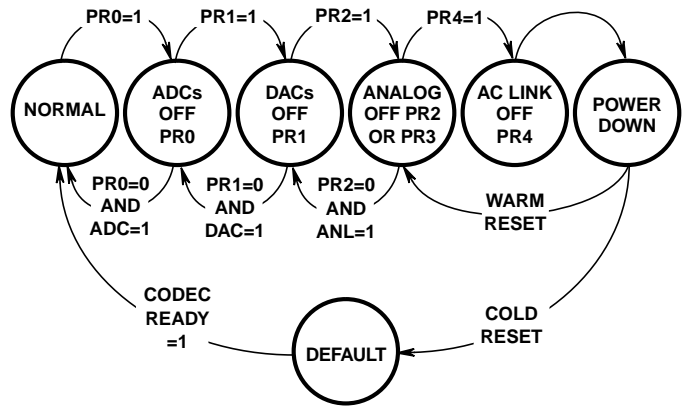 PR0=1
PR1=1
PR2=1
PR4=1
NORMAL
ADCs
OFF
PR0
DACs
OFF
PR1
ANALOG
OFF PR2
OR PR3
AC LINK
OFF
PR4
POWER
DOWN
PR0=0
AND
ADC=1
PR1=0
AND
DAC=1
PR2=0
AND
ANL=1
WARM
RESET
CODEC
READY
=1
DEFAULT
COLD
RESET